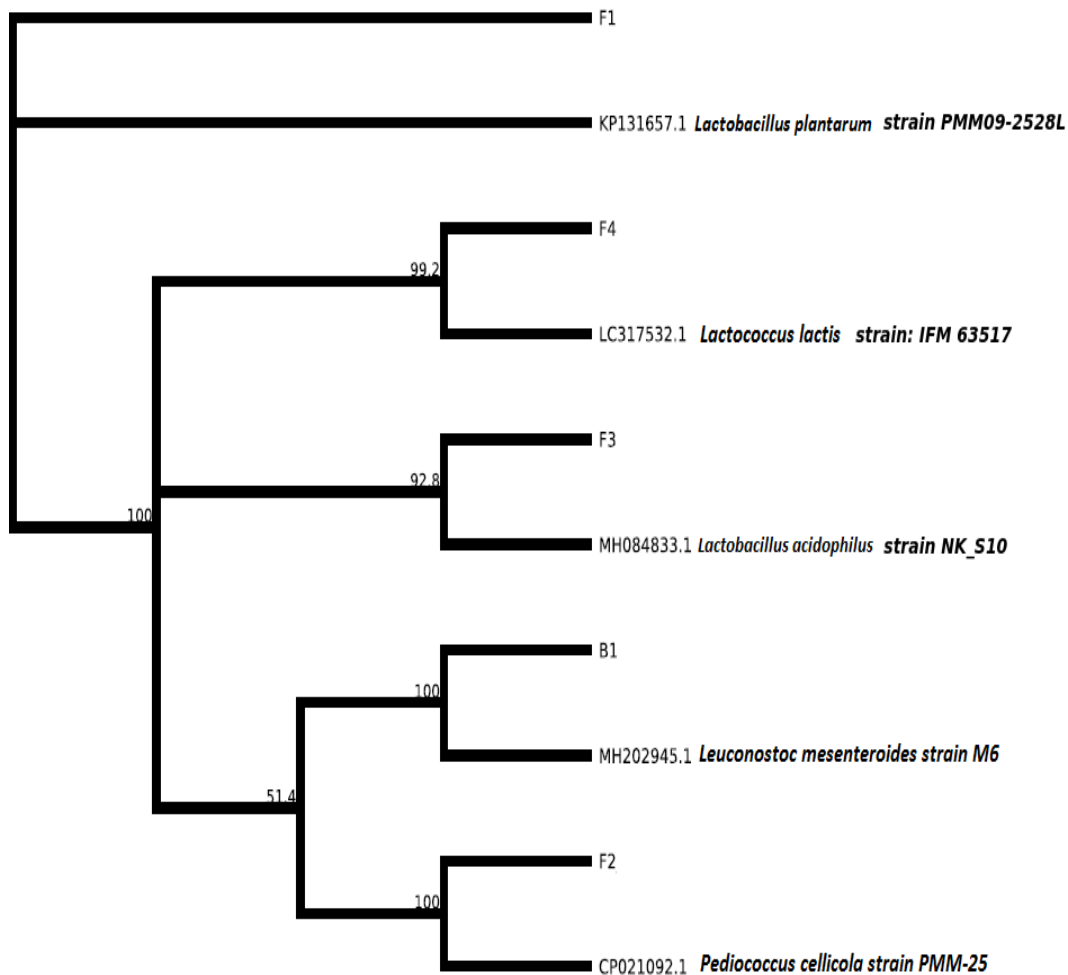 F1
KP131657.1 Lactobacillus plantarum strain PMM09-2528L
F4
99.2
LC317532.1 Lactococcus lactis strain: IFM 63517
F3
92.8
100
MH084833.1 Lactobacillus acidophilus strain NK_S10
B1
100
MH202945.1 Leuconostoc mesenteroides strain M6
51.4
F2
100
CP021092.1 Pediococcus cellicola strain PMM-25